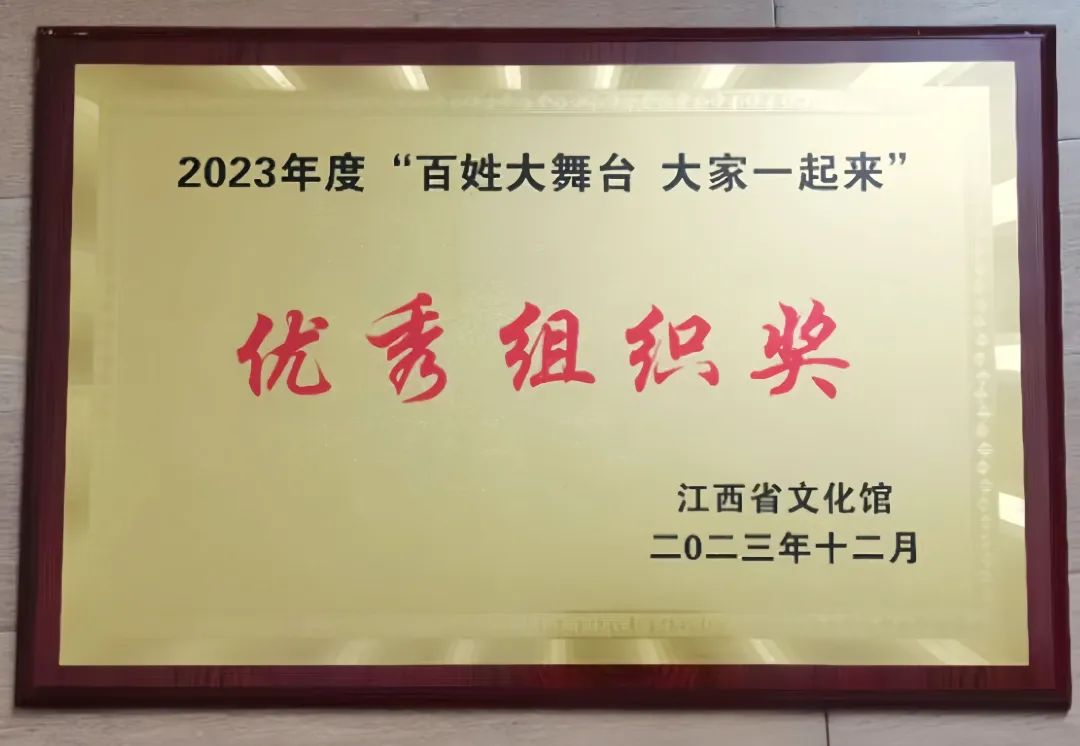 2023年度“百姓大舞台 大家一起来”
优秀组织奖
江西省文化馆
二0二三年十二月